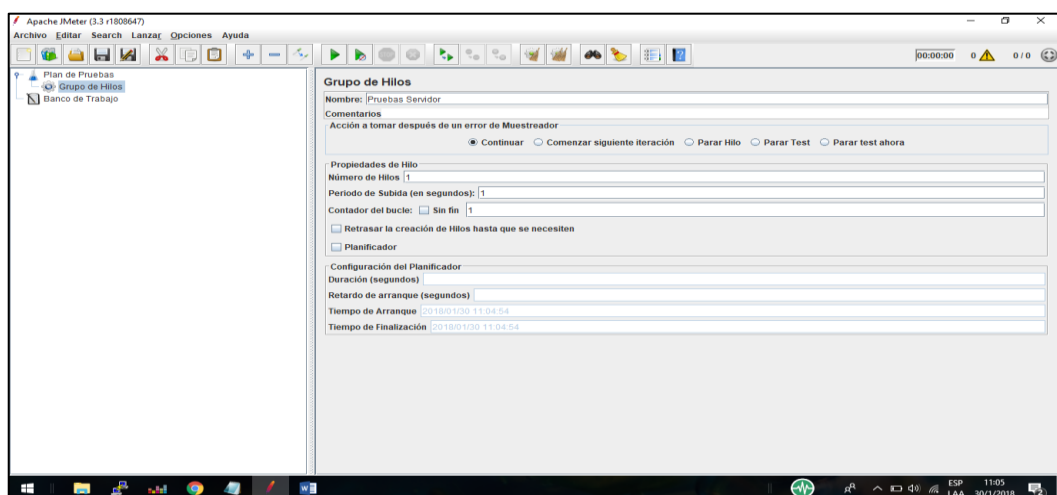 Apache JMeter (3.3 r1808647)
Archivo Editar Search Lanzar Opciones Ayuda
00:00:00 0 0 / 0
Plan de Pruebas
Grupo de Hilos
Banco de Trabajo
Grupo de Hilos
Nombre: Pruebas Servidor
Comentarios
Acción a tomar después de un error de Muestreador
Continuar Comenzar siguiente iteración Parar Hilo Parar Test Parar test ahora
Propiedades de Hilo
Número de Hilos 1
Periodo de Subida (en segundos): 1
Contador del bucle: Sin fin 1
Retrasar la creación de Hilos hasta que se necesiten
Planificador
Configuración del Planificador
Duración (segundos)
Retardo de arranque (segundos)
Tiempo de Arranque 2018/01/30 11:04:54
Tiempo de Finalización 2018/01/30 11:04:54
ESP 11:05
LAA 30/1/2018